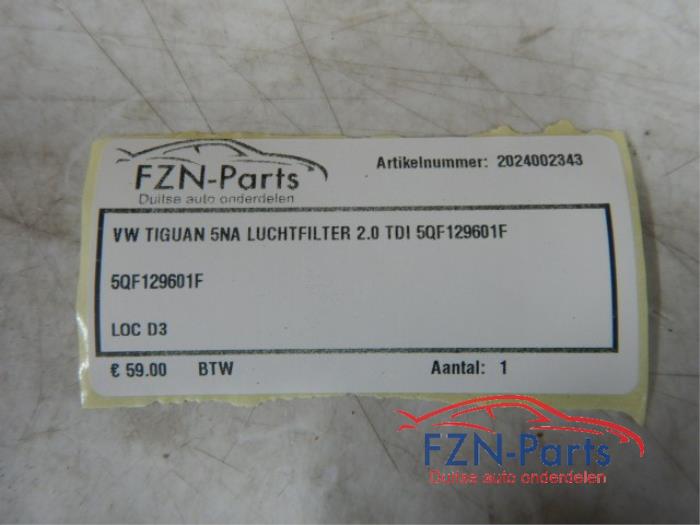 FZN-Parts
Duitse auto onderdelen
Artikelnummer: 2024002343
VW TIGUAN 5NA LUCHTFILTER 2.0 TDI 5QF129601F
5QF129601F
LOC D3
€ 59.00 BTW Aantal: 1
FZN-Parts
Duitse auto onderdelen